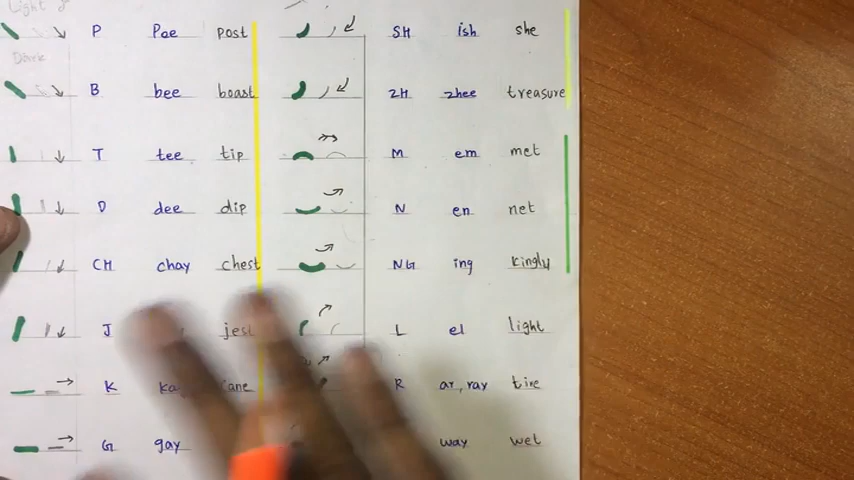 Light
P Pee post SH ish she
Dark
B bee boast ZH zhee treasure
T tee tip M em met
D dee dip N en net
CH chay chest NG ing kingly
J jest L el light
K R ar, ray tire
G gay way wet